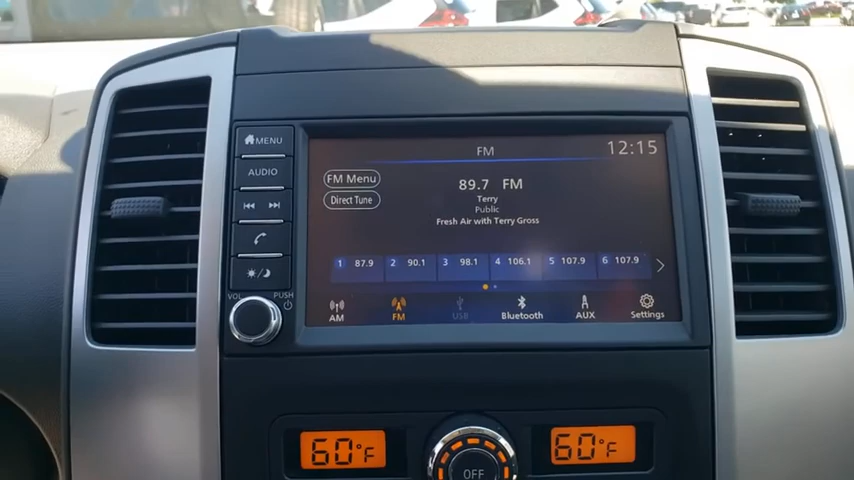 MENU
AUDIO
VOL
PUSH
FM
12:15
FM Menu
Direct Tune
89.7 FM
Terry
Public
Fresh Air with Terry Gross
1 87.9 2 90.1 3 98.1 4 106.1 5 107.9 6 107.9
AM FM USB Bluetooth AUX Settings
60°F
OFF
60°F